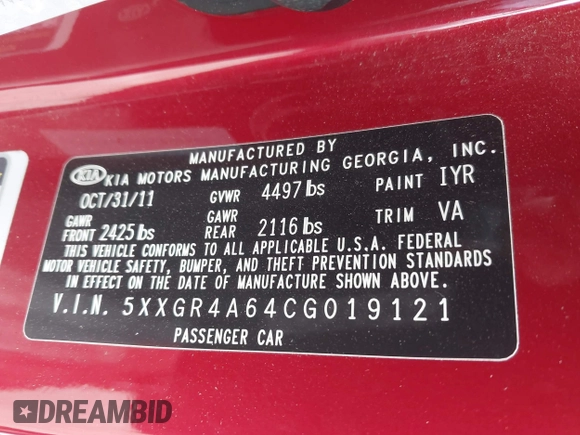 MANUFACTURED BY
KIA KIA MOTORS MANUFACTURING GEORGIA, INC.
OCT/31/11 GVWR 4497 lbs PAINT IYR
GAWR FRONT 2425 lbs GAWR REAR 2116 lbs TRIM VA
THIS VEHICLE CONFORMS TO ALL APPLICABLE U.S.A. FEDERAL
MOTOR VEHICLE SAFETY, BUMPER, AND THEFT PREVENTION STANDARDS
IN EFFECT ON THE DATE OF MANUFACTURE SHOWN ABOVE.
V.I.N. 5XXGR4A64CG019121
PASSENGER CAR
DREAMBID